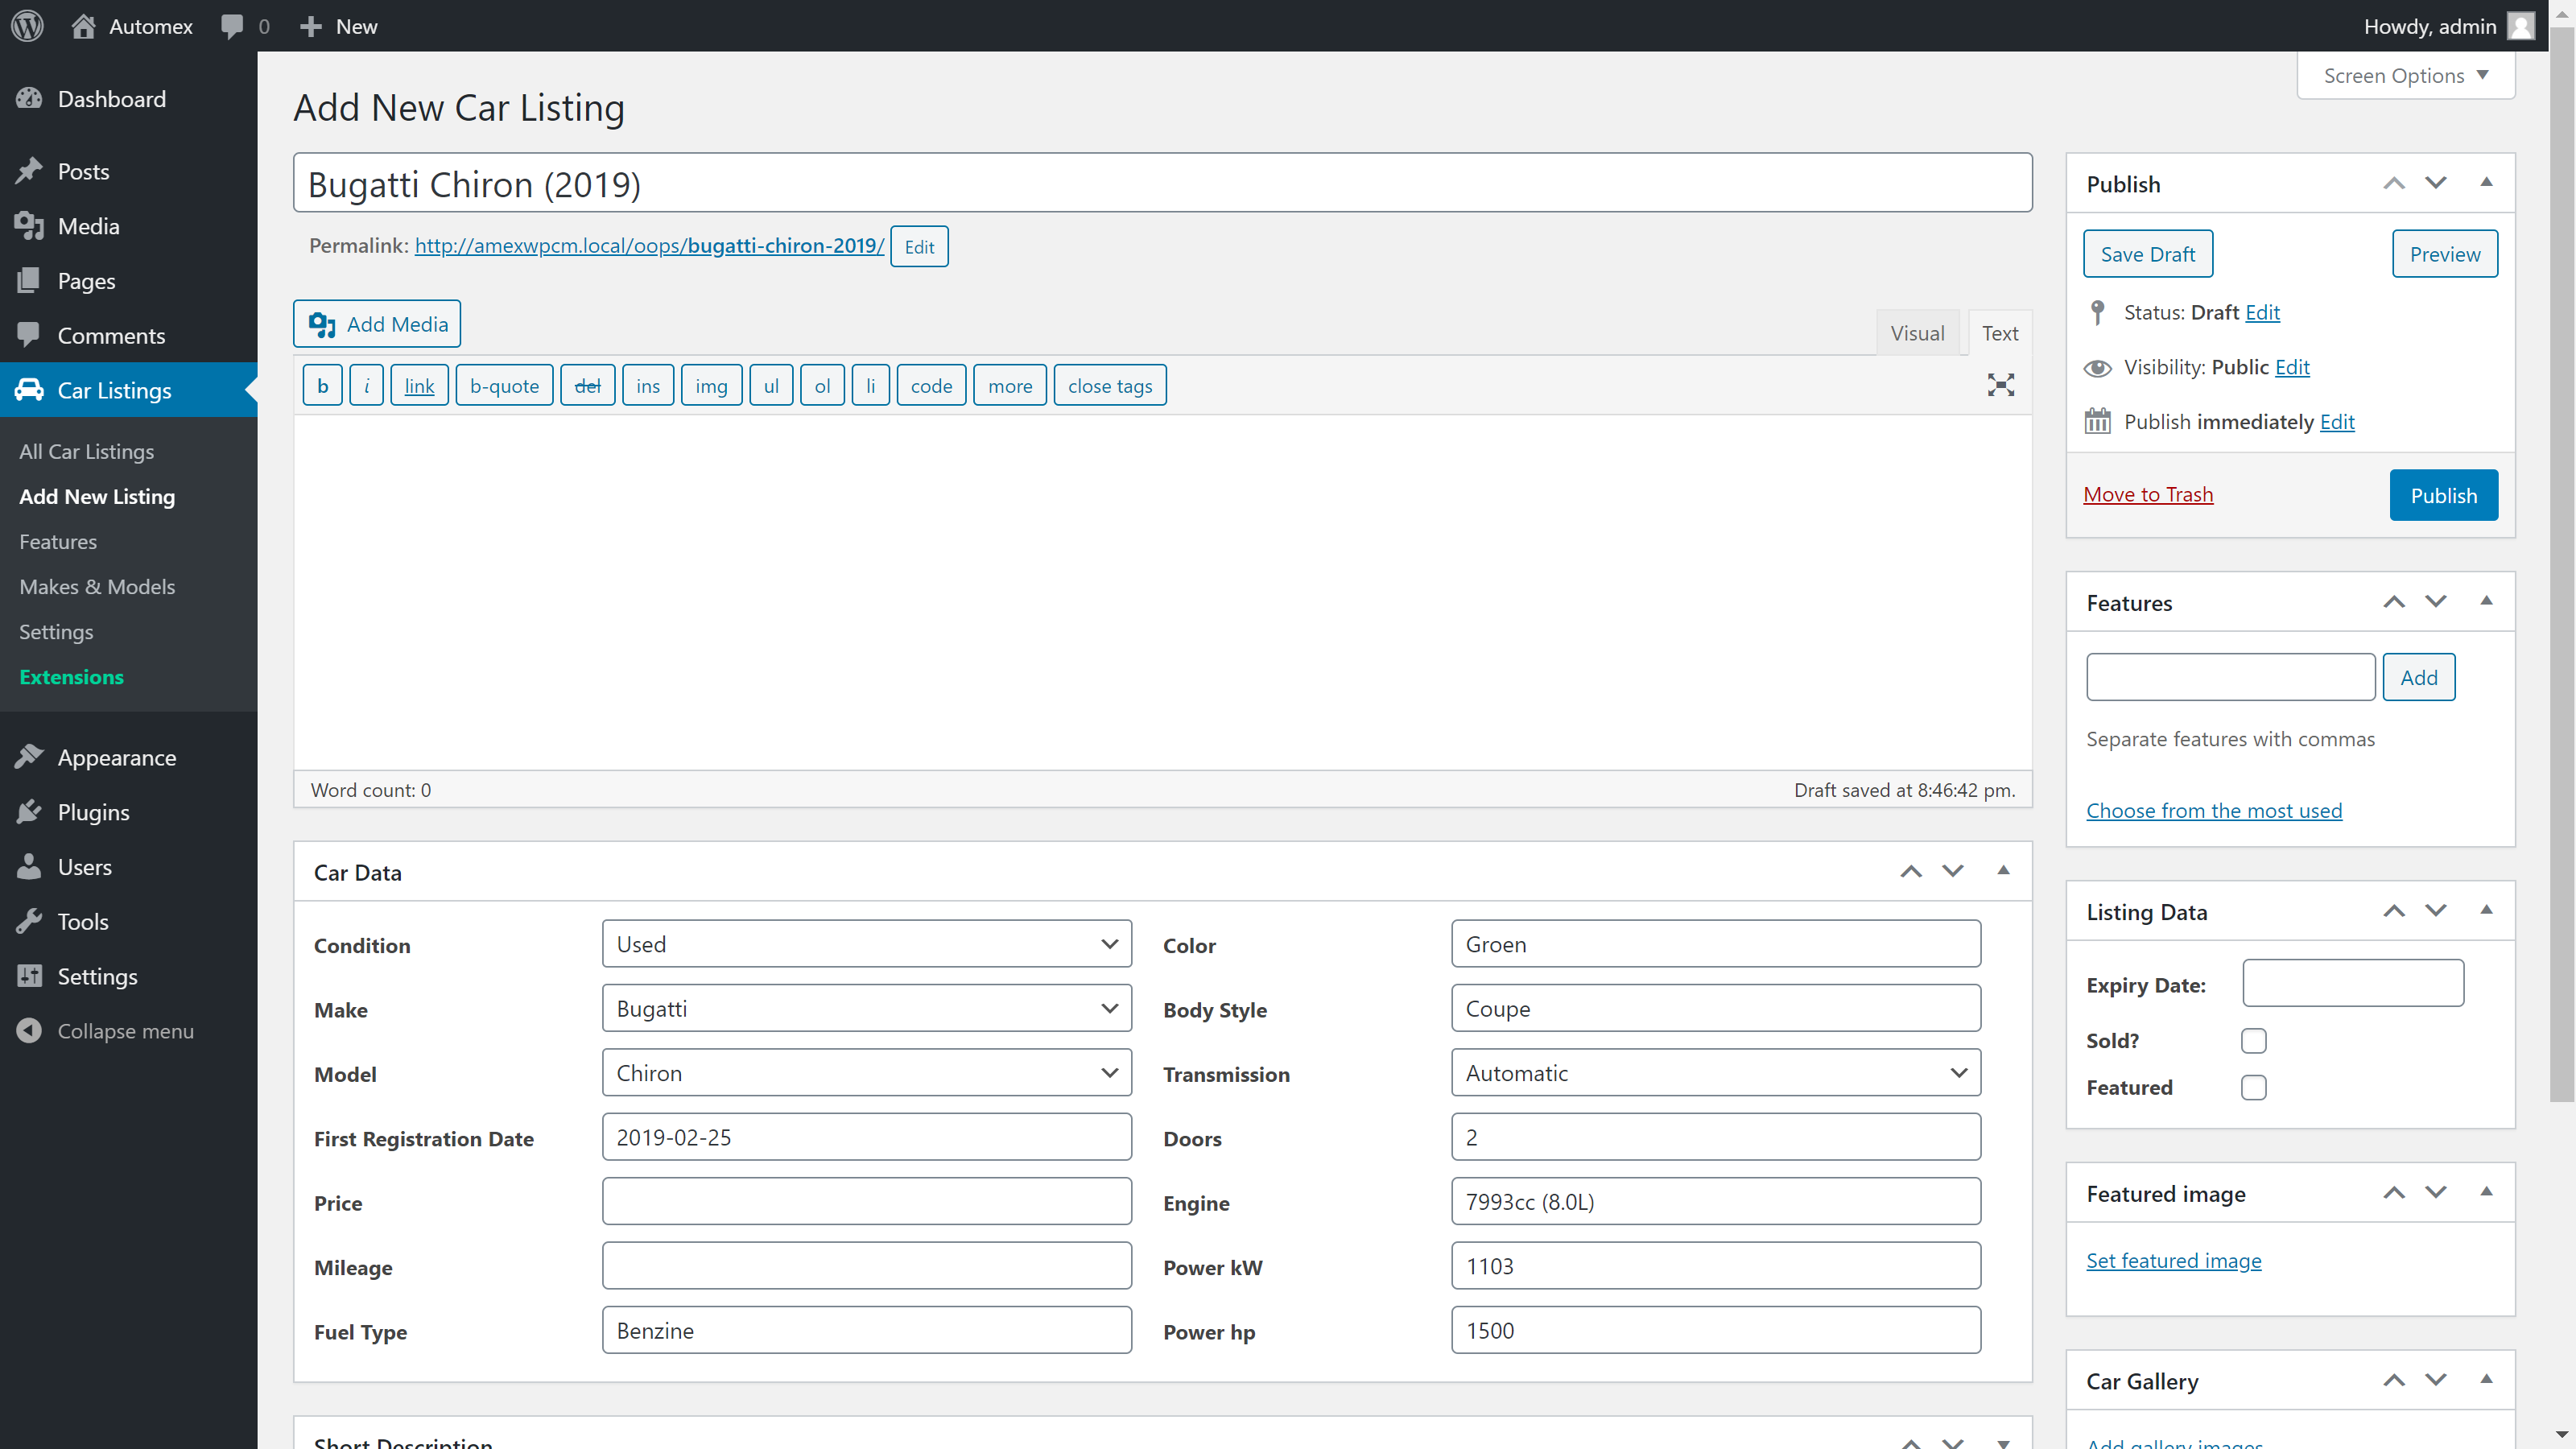 Automex
0
New
Howdy, admin
Screen Options
Dashboard
Posts
Media
Pages
Comments
Car Listings
All Car Listings
Add New Listing
Features
Makes & Models
Settings
Extensions
Appearance
Plugins
Users
Tools
Settings
Collapse menu
Add New Car Listing
Bugatti Chiron (2019)
Permalink: http://amexwpcm.local/oops/bugatti-chiron-2019/ Edit
Add Media
Visual Text
b i link b-quote del ins img ul ol li code more close tags
Word count: 0
Draft saved at 8:46:42 pm.
Car Data
Condition Used
Make Bugatti
Model Chiron
First Registration Date 2019-02-25
Price
Mileage
Fuel Type Benzine
Color Groen
Body Style Coupe
Transmission Automatic
Doors 2
Engine 7993cc (8.0L)
Power kW 1103
Power hp 1500
Short Description
Publish
Save Draft Preview
Status: Draft Edit
Visibility: Public Edit
Publish immediately Edit
Move to Trash Publish
Features
Add
Separate features with commas
Choose from the most used
Listing Data
Expiry Date:
Sold?
Featured
Featured image
Set featured image
Car Gallery
Add gallery images